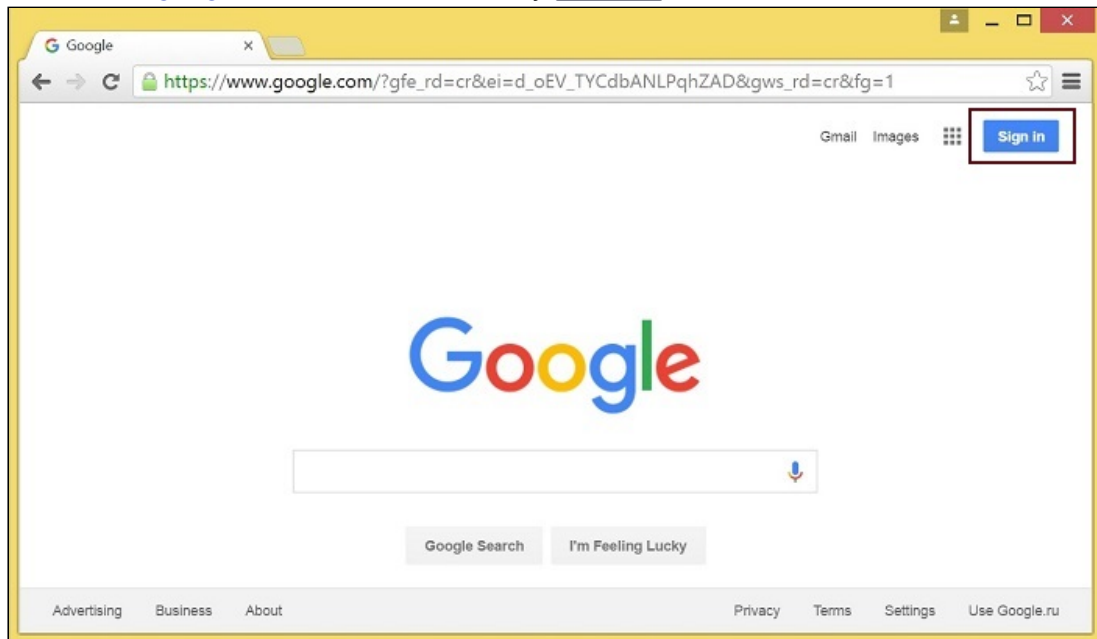 Google
https://www.google.com/?gfe_rd=cr&ei=d_oEV_TYCdbANLPqhZAD&gws_rd=cr&fg=1
Gmail Images Sign in
Google
Google Search I'm Feeling Lucky
Advertising Business About Privacy Terms Settings Use Google.ru